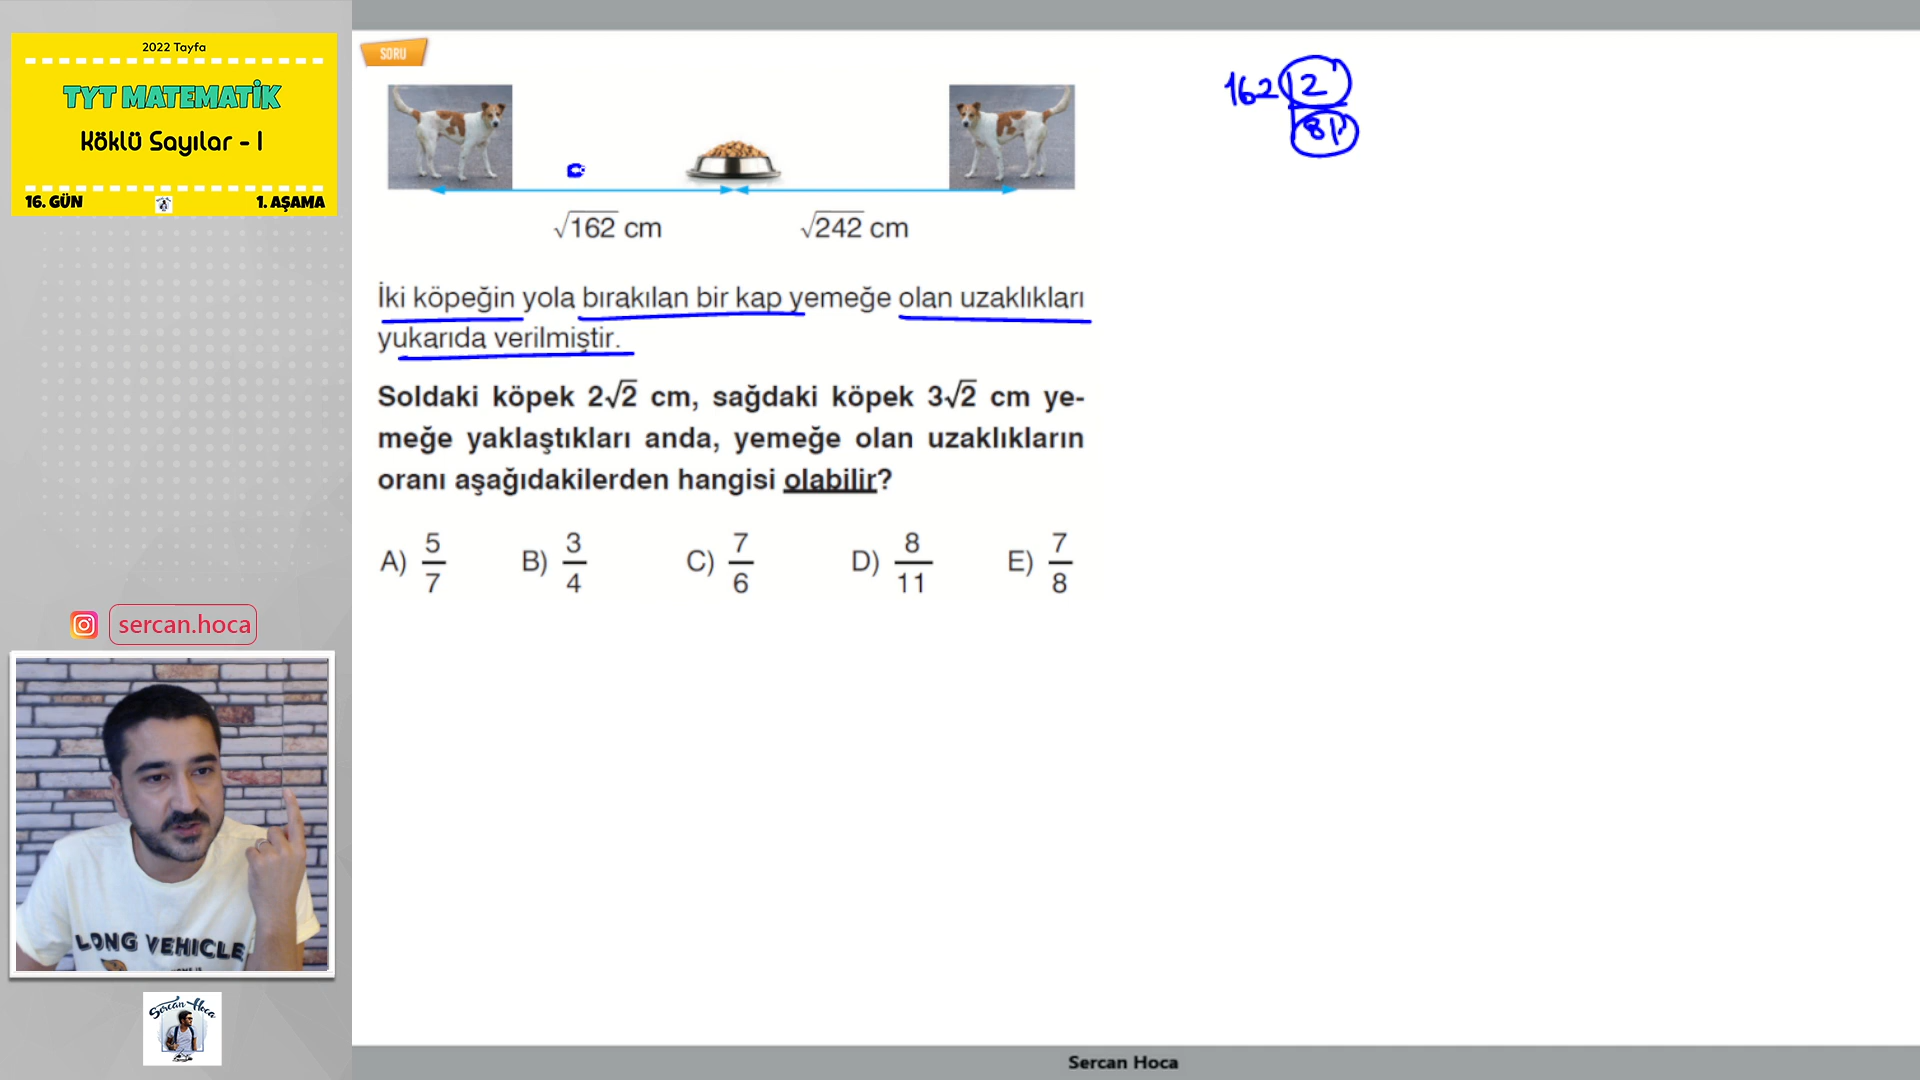 2022 Tayfa
TYT MATEMATİK
Köklü Sayılar - I
16. GÜN
1. AŞAMA
sercan.hoca
LONG VEHICLE
Sercan Hoca
SORU
162 2
81
√162 cm
√242 cm
İki köpeğin yola bırakılan bir kap yemeğe olan uzaklıkları
yukarıda verilmiştir.
Soldaki köpek 2√2 cm, sağdaki köpek 3√2 cm ye-
meğe yaklaştıkları anda, yemeğe olan uzaklıkların
oranı aşağıdakilerden hangisi olabilir?
A) 5/7 B) 3/4 C) 7/6 D) 8/11 E) 7/8
Sercan Hoca